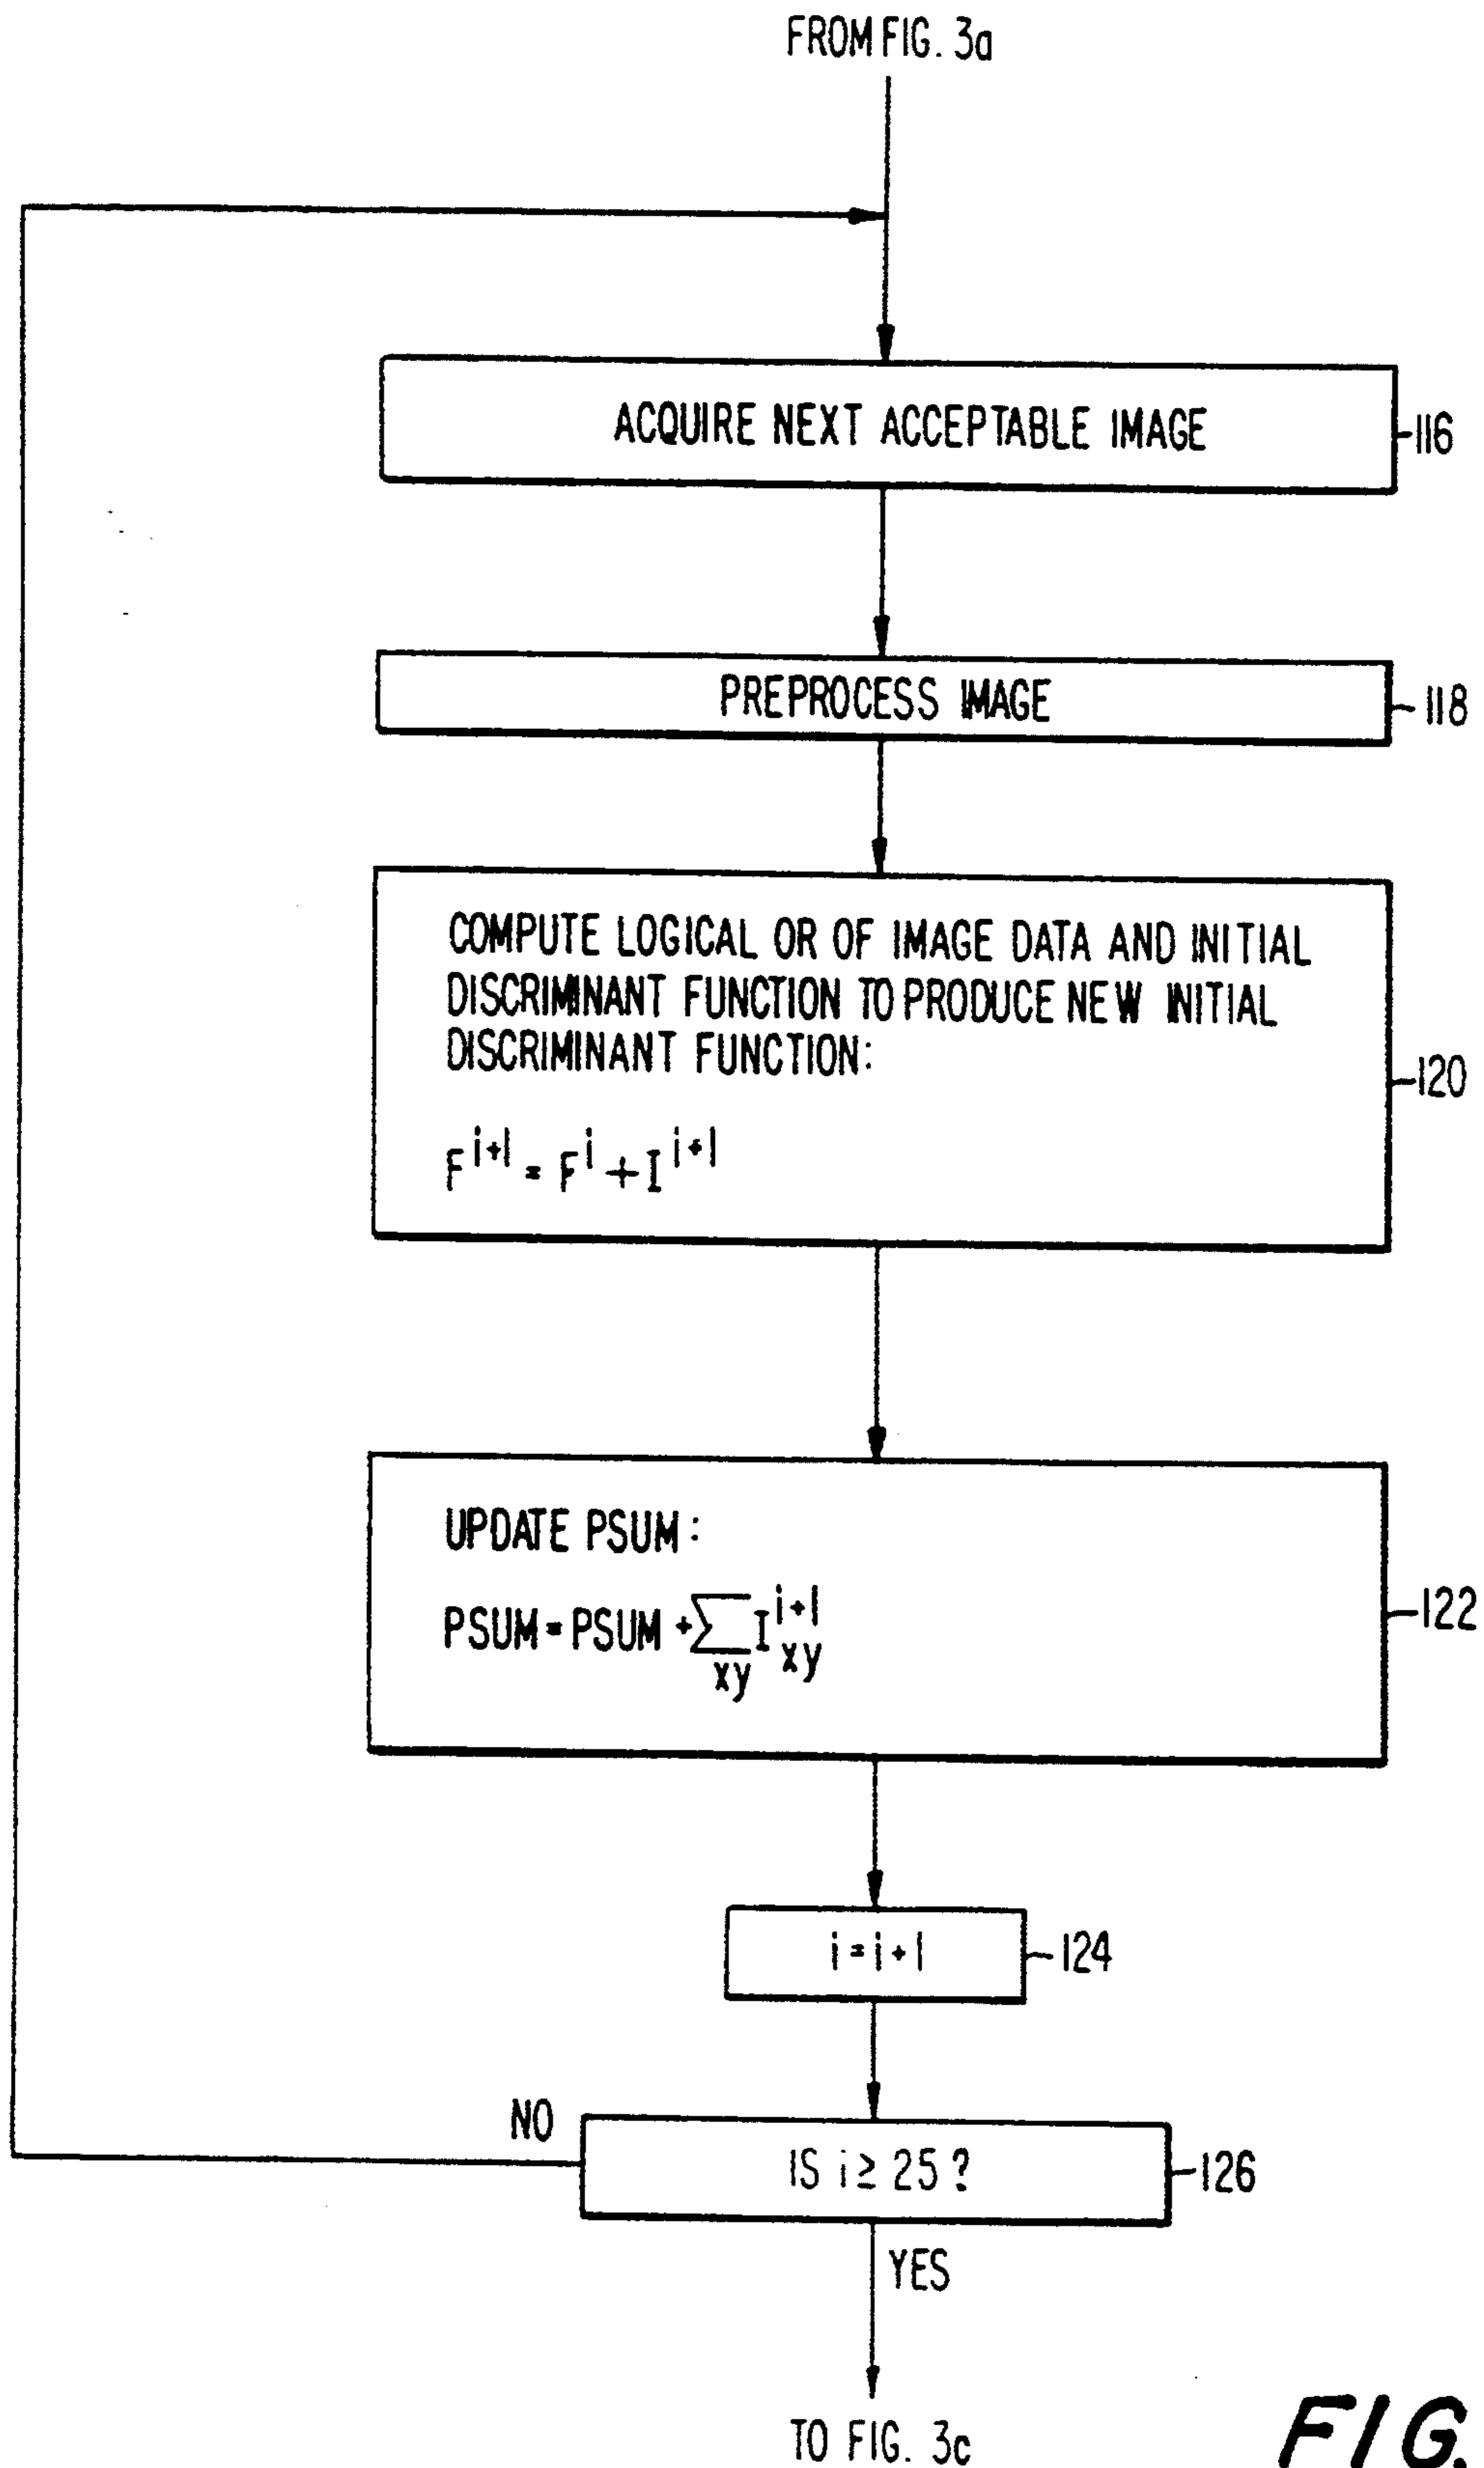 FROM FIG. 3a
ACQUIRE NEXT ACCEPTABLE IMAGE
116
PREPROCESS IMAGE
118
COMPUTE LOGICAL OR OF IMAGE DATA AND INITIAL
DISCRIMINANT FUNCTION TO PRODUCE NEW INITIAL
DISCRIMINANT FUNCTION:
F^{i+1} = F^i + I^{i+1}
120
UPDATE PSUM:
PSUM = PSUM + ∑_{xy} I_{xy}^{i+1}
122
i = i + 1
124
NO
IS i ≥ 25 ?
126
YES
TO FIG. 3c
FIG.